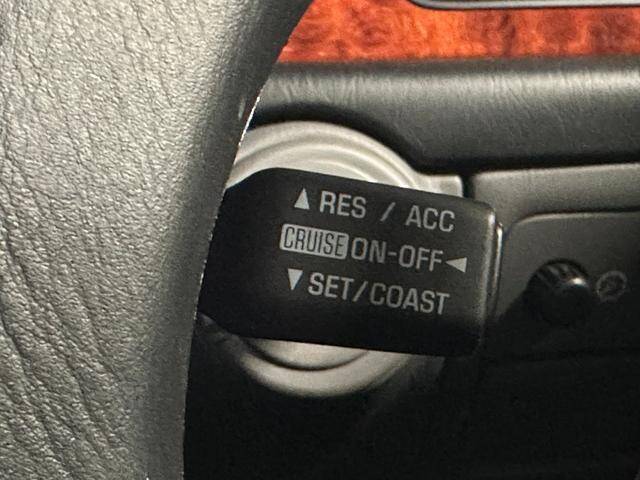 ▲ RES / ACC
CRUISE ON-OFF ◀
▼ SET/COAST